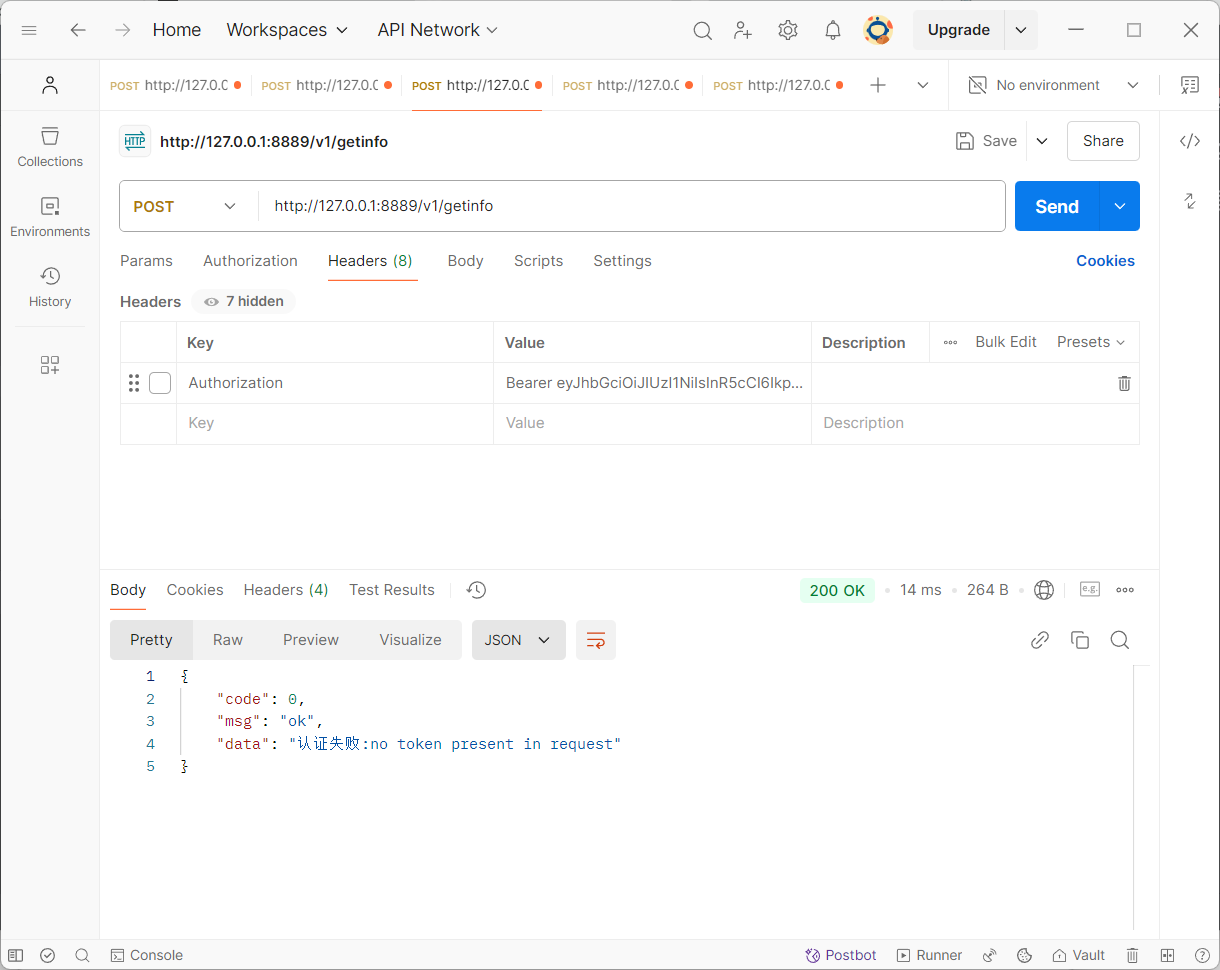 Home Workspaces API Network Upgrade
POST http://127.0.0 POST http://127.0.0 POST http://127.0.0 POST http://127.0.0 POST http://127.0.0 No environment
HTTP http://127.0.0.1:8889/v1/getinfo Save Share
Collections
POST http://127.0.0.1:8889/v1/getinfo Send
Environments
Params Authorization Headers (8) Body Scripts Settings Cookies
History
Headers 7 hidden
Key Value Description Bulk Edit Presets
Authorization Bearer eyJhbGciOiJIUzI1NiIsInR5cCI6Ikp...
Key Value Description
Body Cookies Headers (4) Test Results 200 OK 14 ms 264 B e.g.
Pretty Raw Preview Visualize JSON
1 {
2 "code": 0,
3 "msg": "ok",
4 "data": "认证失败:no token present in request"
5 }
Console Postbot Runner Vault